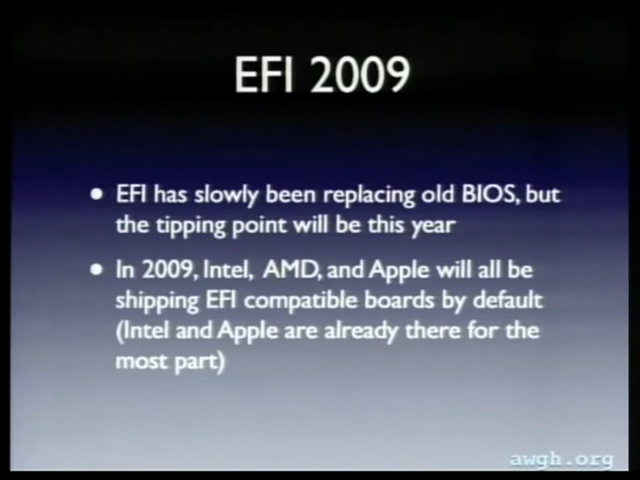 EFI 2009
• EFI has slowly been replacing old BIOS, but
the tipping point will be this year
• In 2009, Intel, AMD, and Apple will all be
shipping EFI compatible boards by default
(Intel and Apple are already there for the
most part)
awgh.org